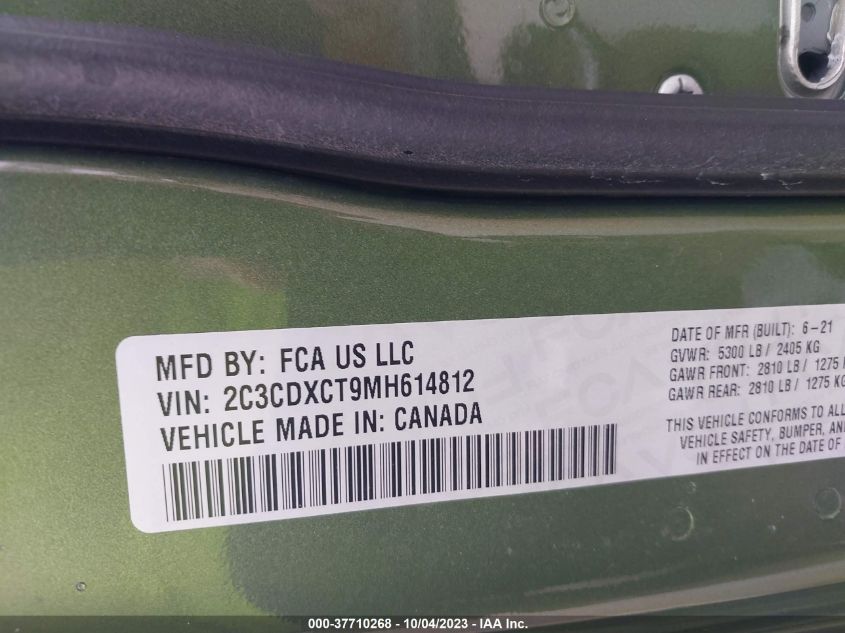 MFD BY: FCA US LLC
VIN: 2C3CDXCT9MH614812
VEHICLE MADE IN: CANADA
DATE OF MFR (BUILT): 6-21
GVWR: 5300 LB / 2405 KG
GAWR FRONT: 2810 LB / 1275 K
GAWR REAR: 2810 LB / 1275 KG
THIS VEHICLE CONFORMS TO ALL
VEHICLE SAFETY, BUMPER, AND
IN EFFECT ON THE DATE OF
000-37710268 - 10/04/2023 - IAA Inc.